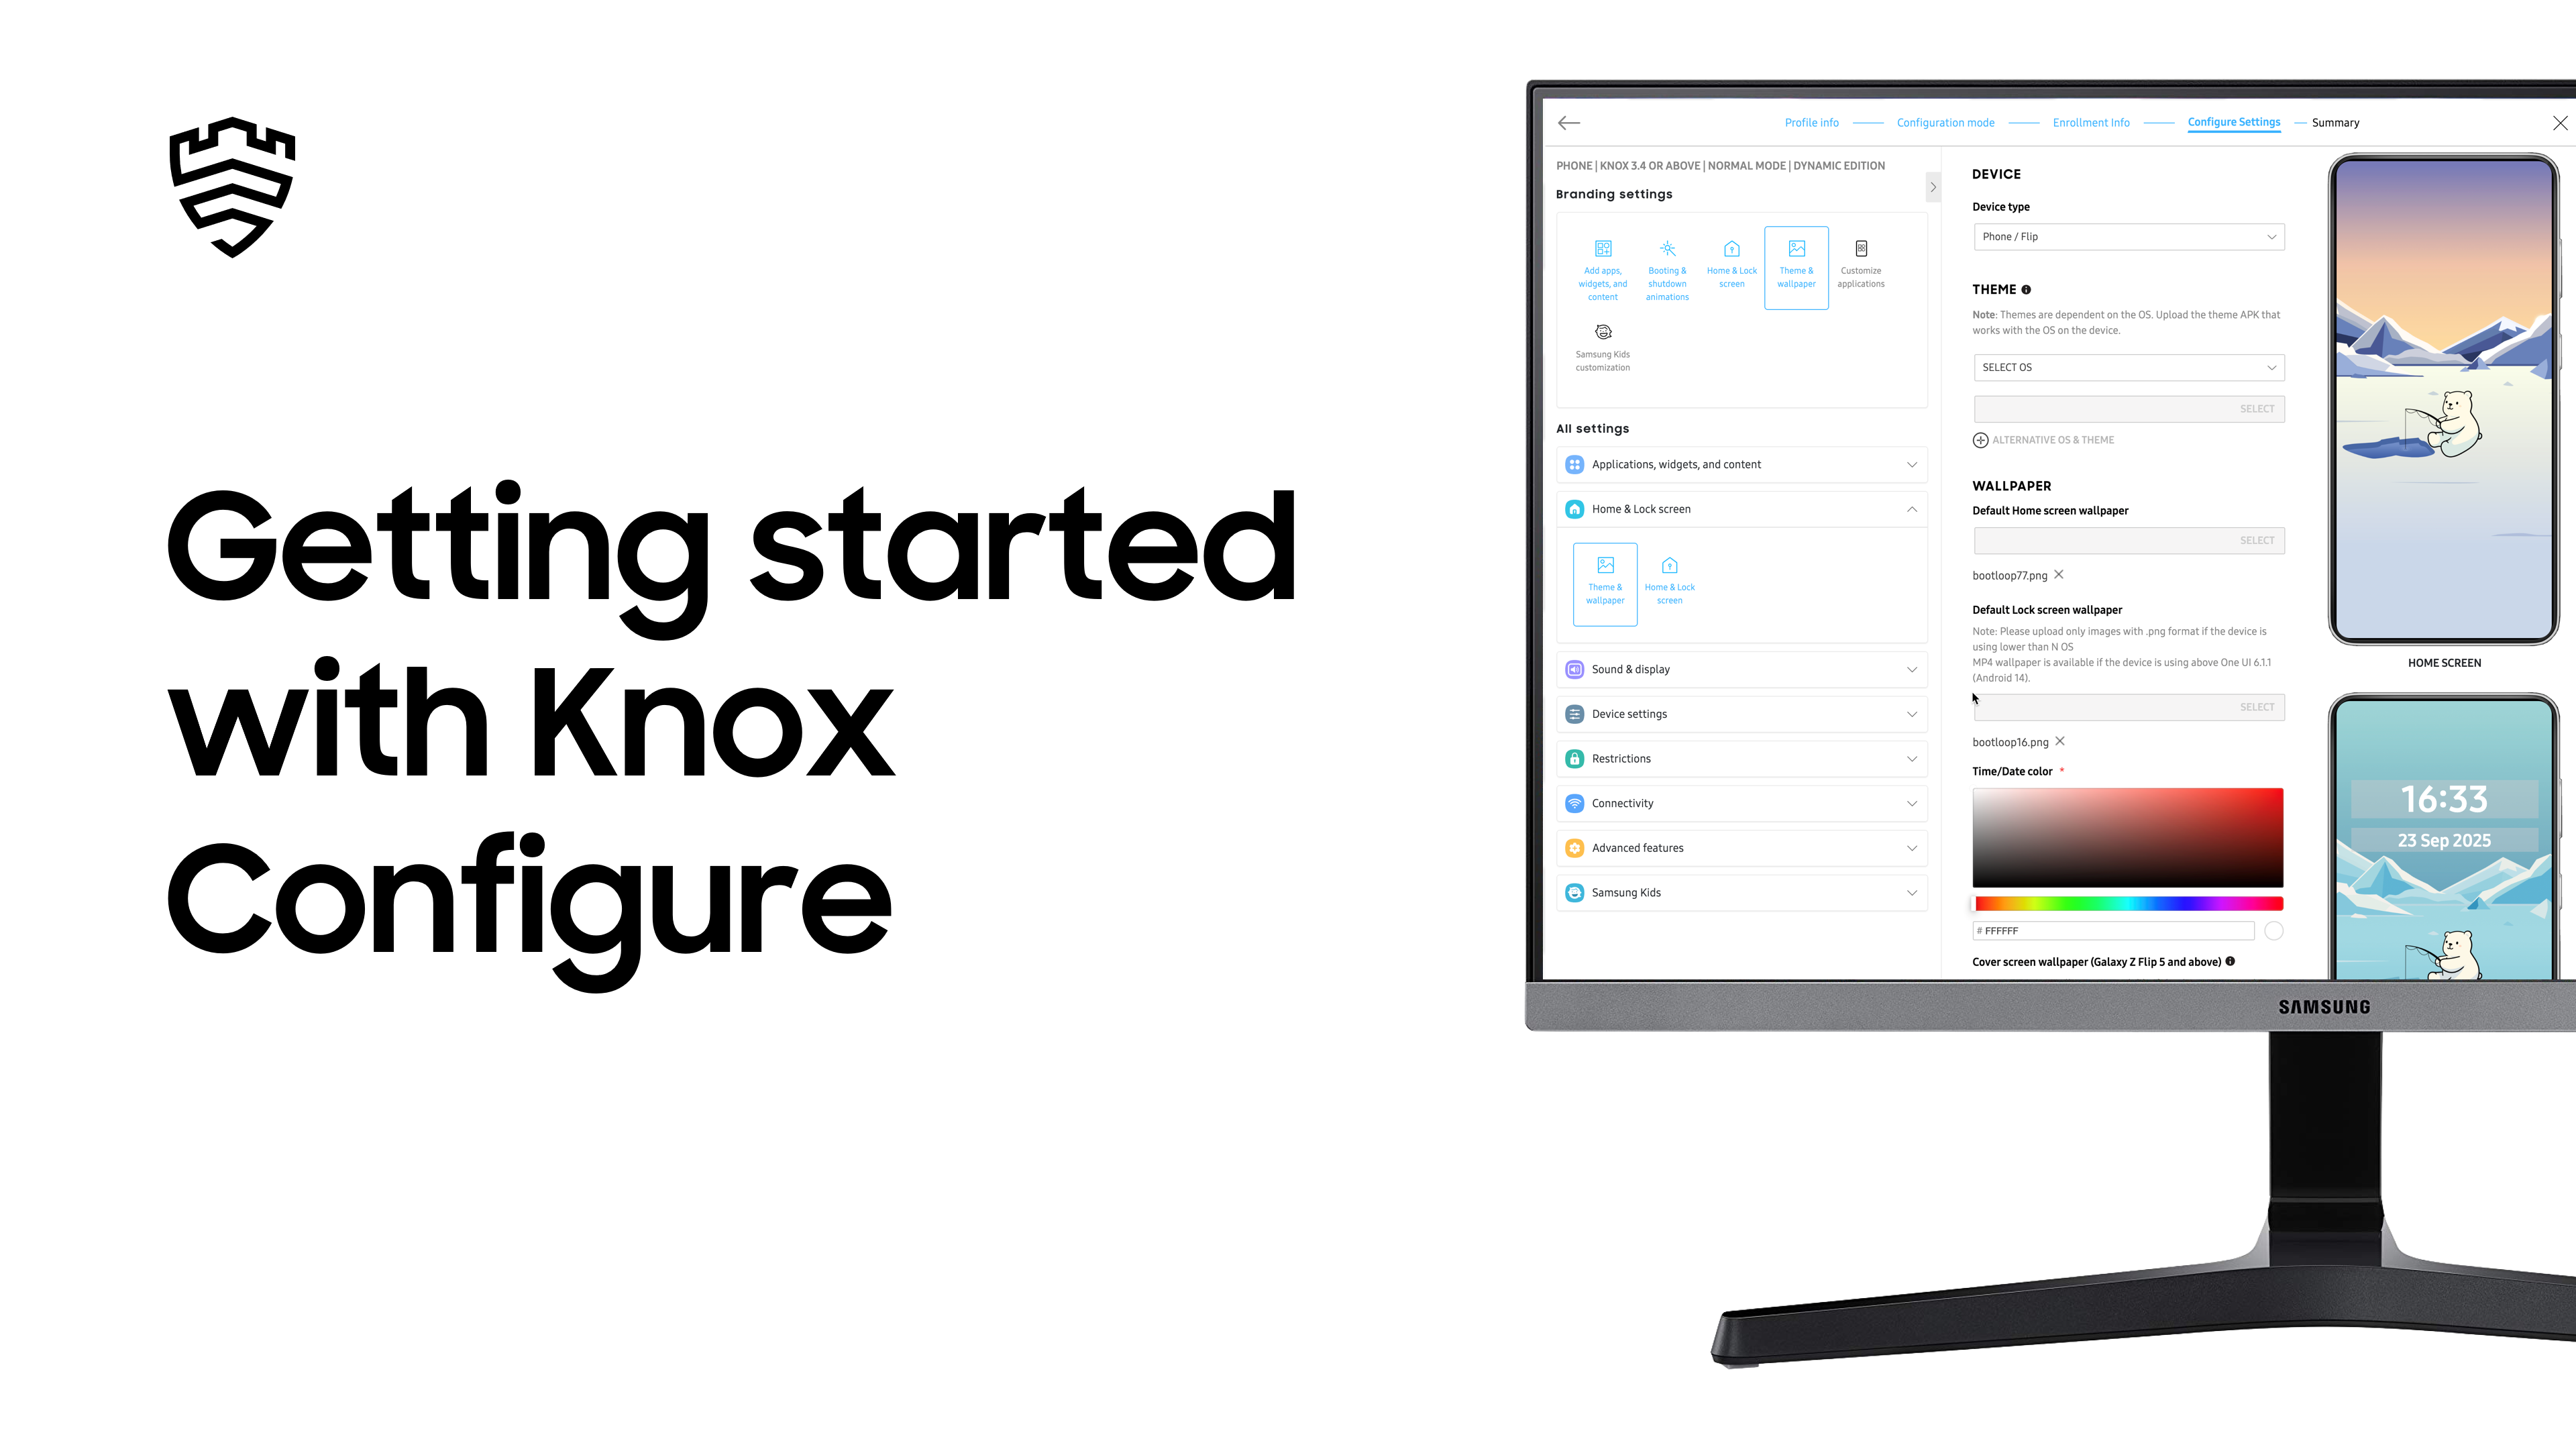 Getting started
with Knox
Configure
Profile info
Configuration mode
Enrollment Info
Configure Settings
Summary
PHONE | KNOX 3.4 OR ABOVE | NORMAL MODE | DYNAMIC EDITION
Branding settings
Add apps,
widgets, and
content
Booting &
shutdown
animations
Home & Lock
screen
Theme &
wallpaper
Customize
applications
Samsung Kids
customization
All settings
Applications, widgets, and content
Home & Lock screen
Theme &
wallpaper
Home & Lock
screen
Sound & display
Device settings
Restrictions
Connectivity
Advanced features
Samsung Kids
DEVICE
Device type
Phone / Flip
THEME
Note: Themes are dependent on the OS. Upload the theme APK that
works with the OS on the device.
SELECT OS
SELECT
ALTERNATIVE OS & THEME
WALLPAPER
Default Home screen wallpaper
SELECT
bootloop77.png
Default Lock screen wallpaper
Note: Please upload only images with .png format if the device is
using lower than N OS
MP4 wallpaper is available if the device is using above One UI 6.1.1
(Android 14).
SELECT
bootloop16.png
Time/Date color *
# FFFFFF
Cover screen wallpaper (Galaxy Z Flip 5 and above)
HOME SCREEN
16:33
23 Sep 2025
SAMSUNG